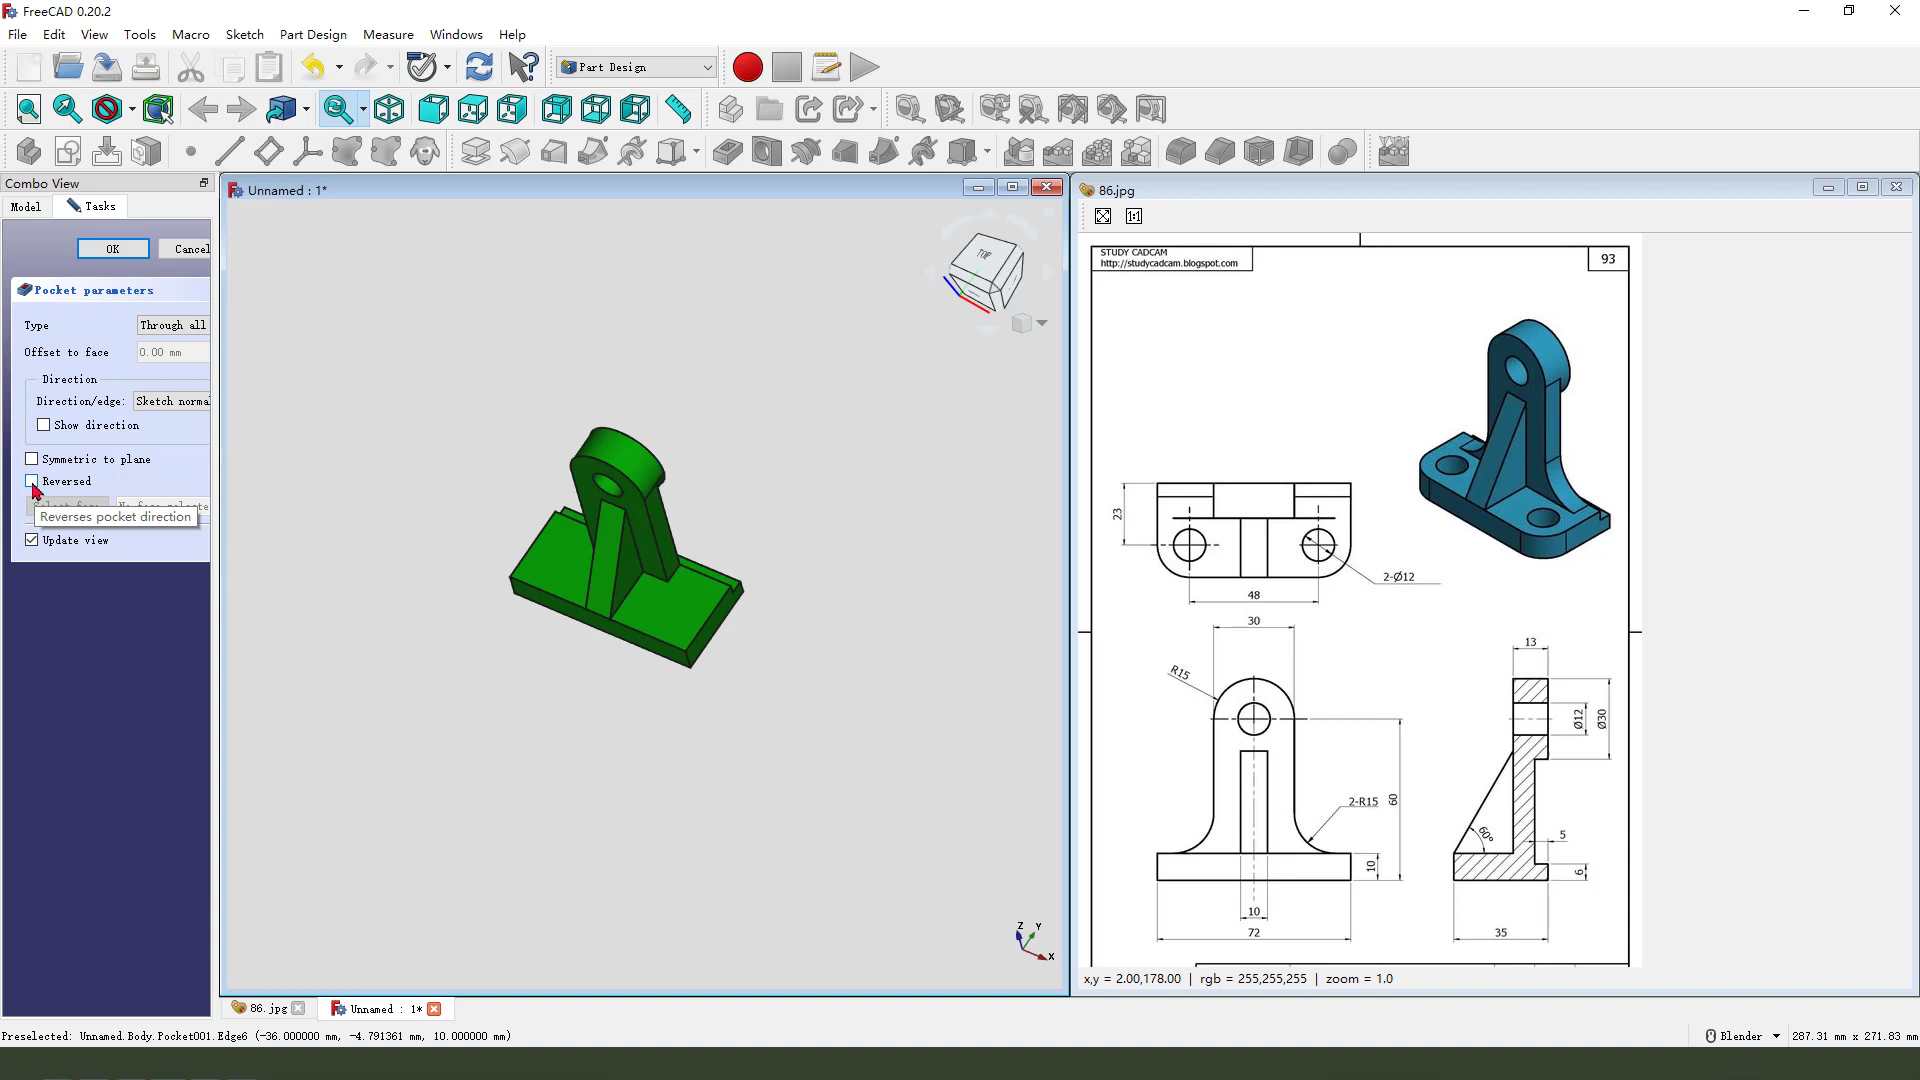 FreeCAD 0.20.2
File Edit View Tools Macro Sketch Part Design Measure Windows Help
Part Design
Combo View
Model Tasks
OK Cancel
Pocket parameters
Type Through all
Offset to face 0.00 mm
Direction
Direction/edge: Sketch norma
Show direction
Symmetric to plane
Reversed
Reverses pocket direction
Update view
Unnamed : 1*
TOP
Z Y
X
86.jpg
1:1
STUDY CADCAM
http://studycadcam.blogspot.com
93
23
2-Ø12
48
30
R15
2-R15
60
10
10
72
13
Ø12
Ø30
60°
5
6
35
x,y = 2.00,178.00 | rgb = 255,255,255 | zoom = 1.0
86.jpg Unnamed : 1*
Preselected: Unnamed.Body.Pocket001.Edge6 (-36.000000 mm, -4.791361 mm, 10.000000 mm)
Blender 287.31 mm x 271.83 mm